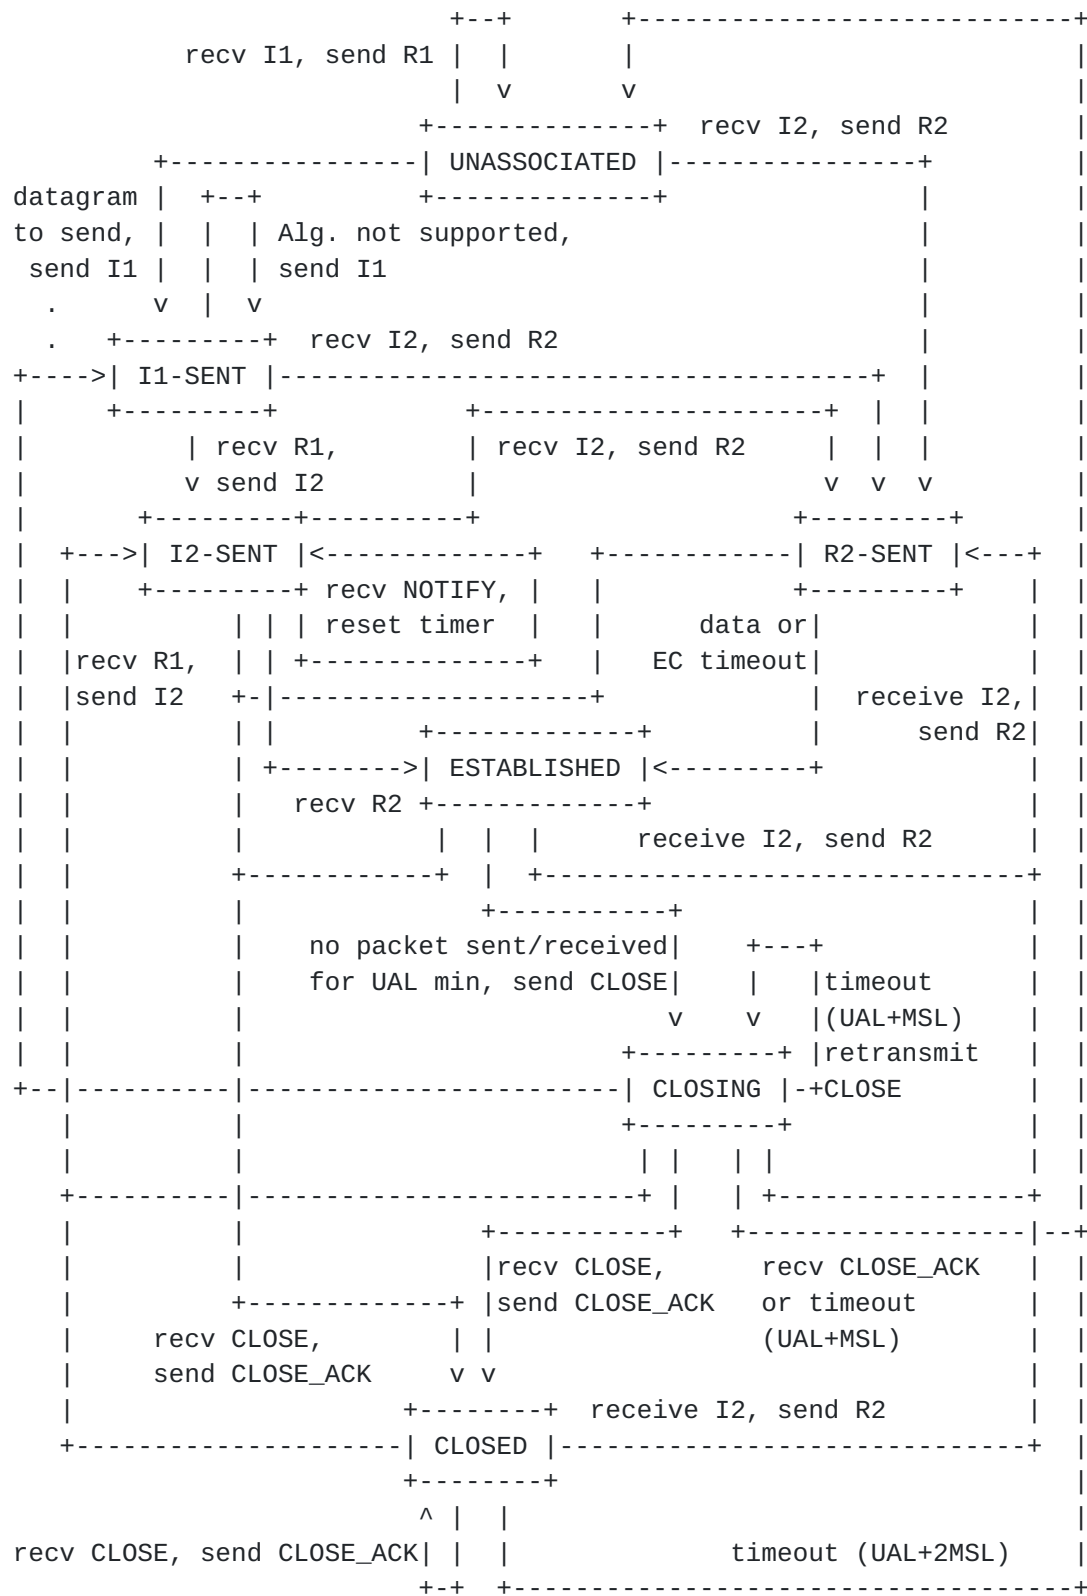 recv I1, send R1
recv I2, send R2
UNASSOCIATED
datagram
to send,
Alg. not supported,
send I1
send I1
recv I2, send R2
I1-SENT
recv R1,
recv I2, send R2
send I2
I2-SENT
R2-SENT
recv NOTIFY,
reset timer
data or
recv R1,
EC timeout
send I2
receive I2,
send R2
ESTABLISHED
recv R2
receive I2, send R2
no packet sent/received
for UAL min, send CLOSE
timeout
(UAL+MSL)
retransmit
CLOSING
CLOSE
recv CLOSE,
recv CLOSE_ACK
send CLOSE_ACK
or timeout
recv CLOSE,
(UAL+MSL)
send CLOSE_ACK
receive I2, send R2
CLOSED
recv CLOSE, send CLOSE_ACK
timeout (UAL+2MSL)